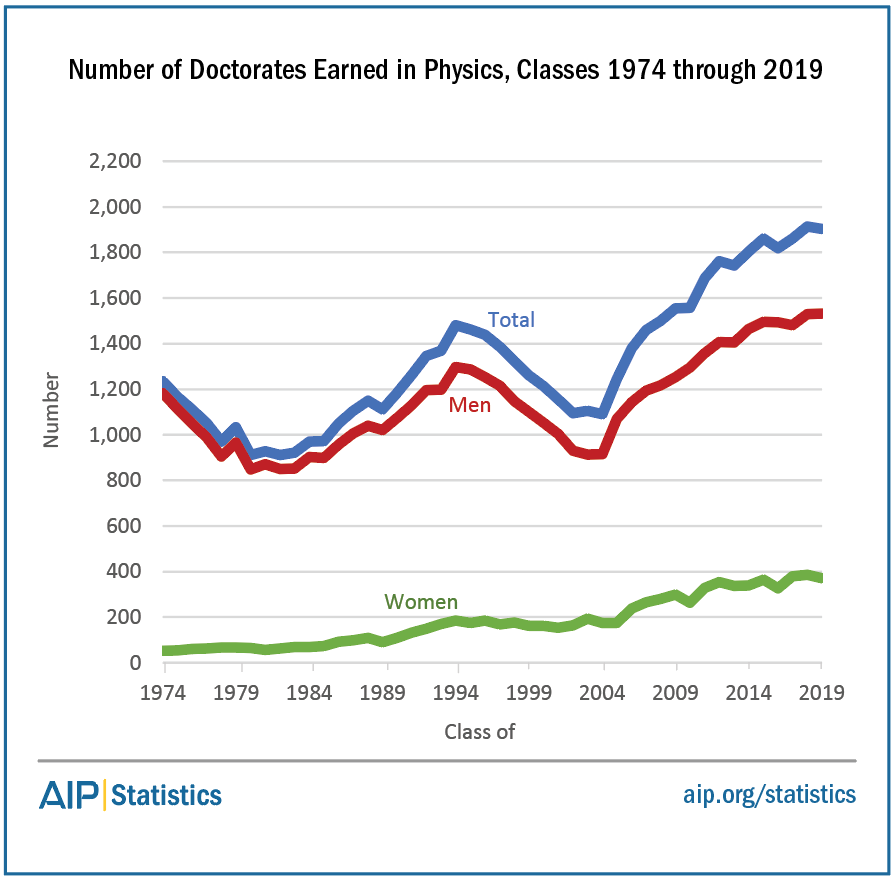 Number of Doctorates Earned in Physics, Classes 1974 through 2019
2,200
2,000
1,800
1,600
1,400
1,200
1,000
800
600
400
200
0
Number
Total
Men
Women
1974 1979 1984 1989 1994 1999 2004 2009 2014 2019
Class of
AIP Statistics
aip.org/statistics